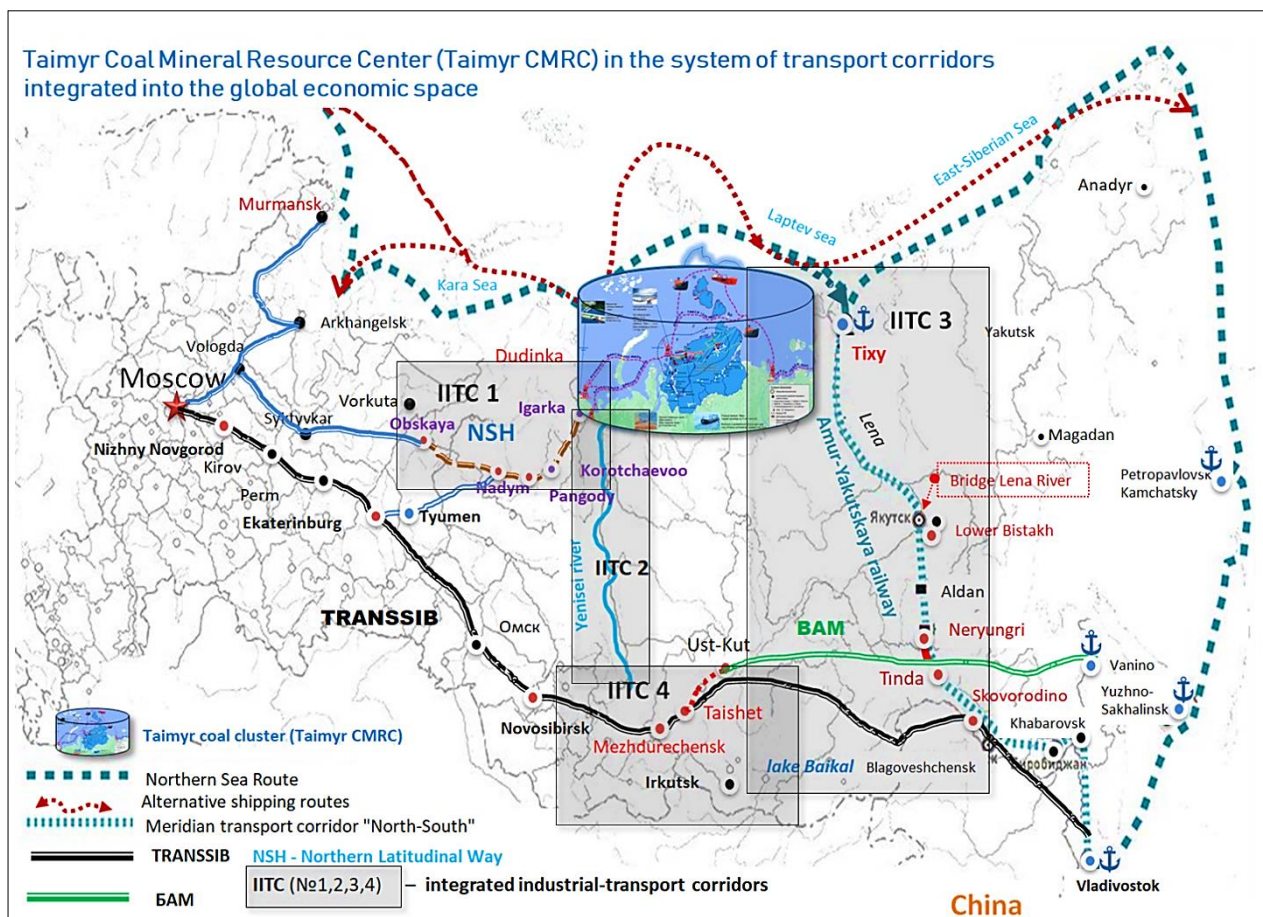 Taimyr Coal Mineral Resource Center (Taimyr CMRC) in the system of transport corridors
integrated into the global economic space
East-Siberian Sea
Anadyr
Murmansk
Laptev sea
Kara Sea
IITC 3
Arkhangelsk
Yakutsk
Vologda
Dudinka
Tixy
Moscow
IITC 1
Vorkuta
Igarka
Lena
Syktyvkar
Obskaya
NSH
Magadan
Nizhny Novgorod
Korotchaevoo
Amur-Yakutskaya railway
Petropavlovsk
Kamchatsky
Kirov
Nadym
Pangody
Bridge Lena River
Perm
Якутск
Ekaterinburg
Tyumen
Lower Bistakh
Yenisei river
IITC 2
Aldan
TRANSSIB
Омск
Ust-Kut
BAM
Neryungri
Vanino
IITC 4
Tinda
Skovorodino
Yuzhno-
Sakhalinsk
Novosibirsk
Taishet
Khabarovsk
Mezhdurechensk
lake Baikal
Blagoveshchensk
Irkutsk
Taimyr coal cluster (Taimyr CMRC)
Northern Sea Route
Alternative shipping routes
Meridian transport corridor "North-South"
TRANSSIB
NSH - Northern Latitudinal Way
БАМ
IITC (№1,2,3,4)
– integrated industrial-transport corridors
Vladivostok
China